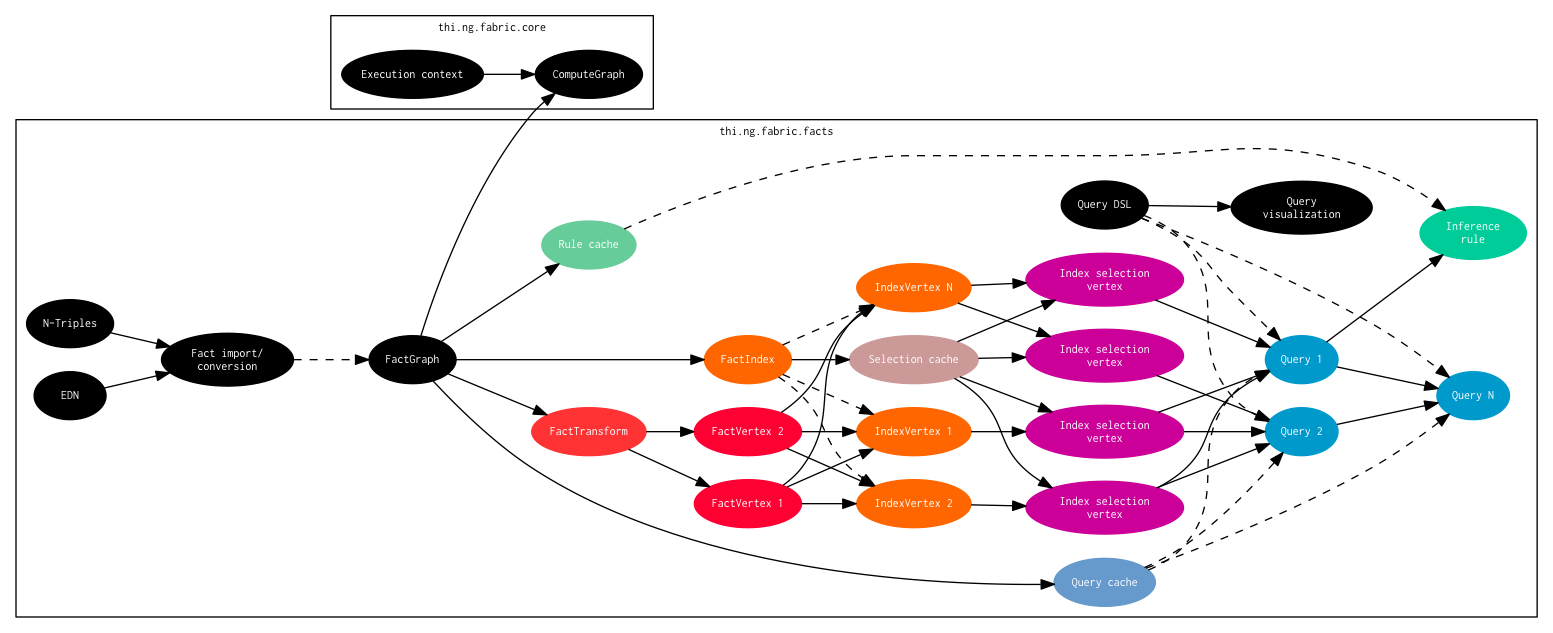 thi.ng.fabric.core
Execution context
ComputeGraph
thi.ng.fabric.facts
Query DSL
Query
visualization
Inference
rule
Rule cache
IndexVertex N
Index selection
vertex
N-Triples
Fact import/
conversion
FactGraph
FactIndex
Selection cache
Index selection
vertex
Query 1
EDN
Query N
FactTransform
FactVertex 2
IndexVertex 1
Index selection
vertex
Query 2
FactVertex 1
IndexVertex 2
Index selection
vertex
Query cache